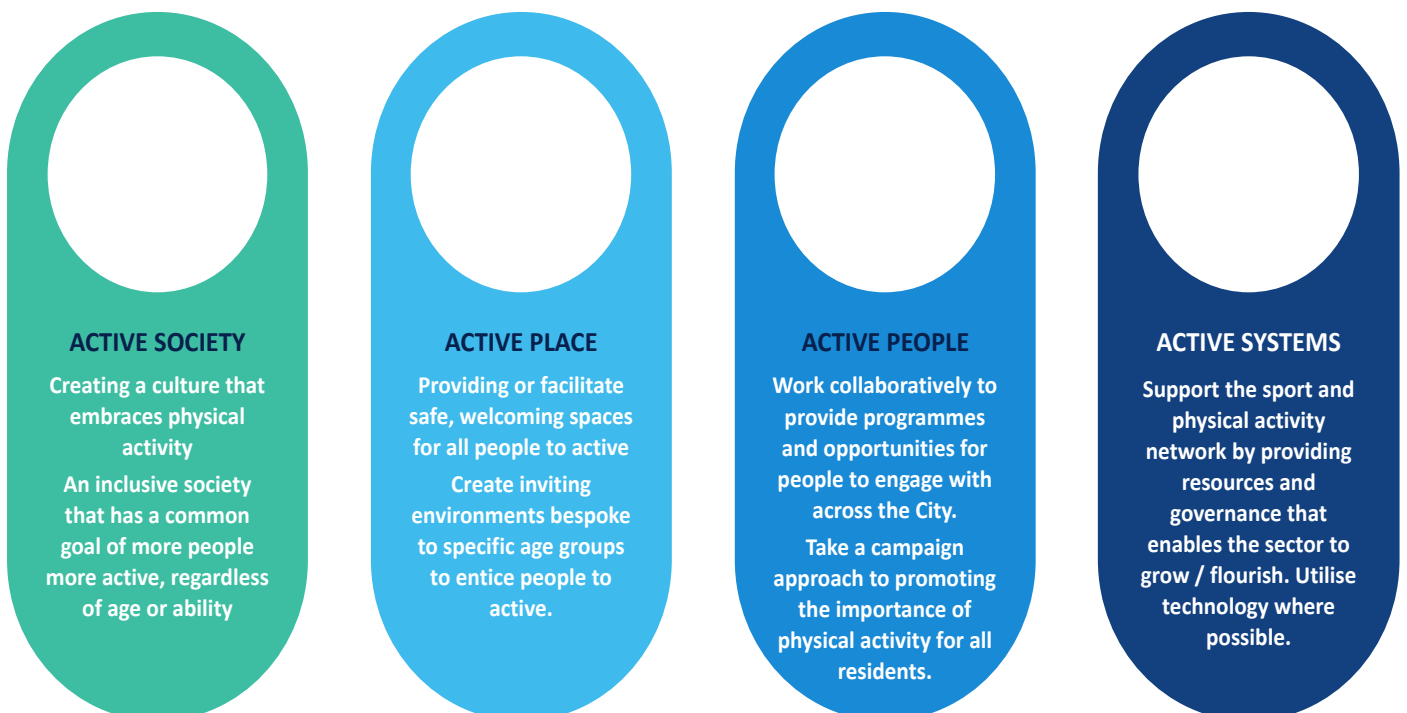 ACTIVE SOCIETY
Creating a culture that
embraces physical
activity
An inclusive society
that has a common
goal of more people
more active, regardless
of age or ability
ACTIVE PLACE
Providing or facilitate
safe, welcoming spaces
for all people to active
Create inviting
environments bespoke
to specific age groups
to entice people to
active.
ACTIVE PEOPLE
Work collaboratively to
provide programmes
and opportunities for
people to engage with
across the City.
Take a campaign
approach to promoting
the importance of
physical activity for all
residents.
ACTIVE SYSTEMS
Support the sport and
physical activity
network by providing
resources and
governance that
enables the sector to
grow / flourish. Utilise
technology where
possible.